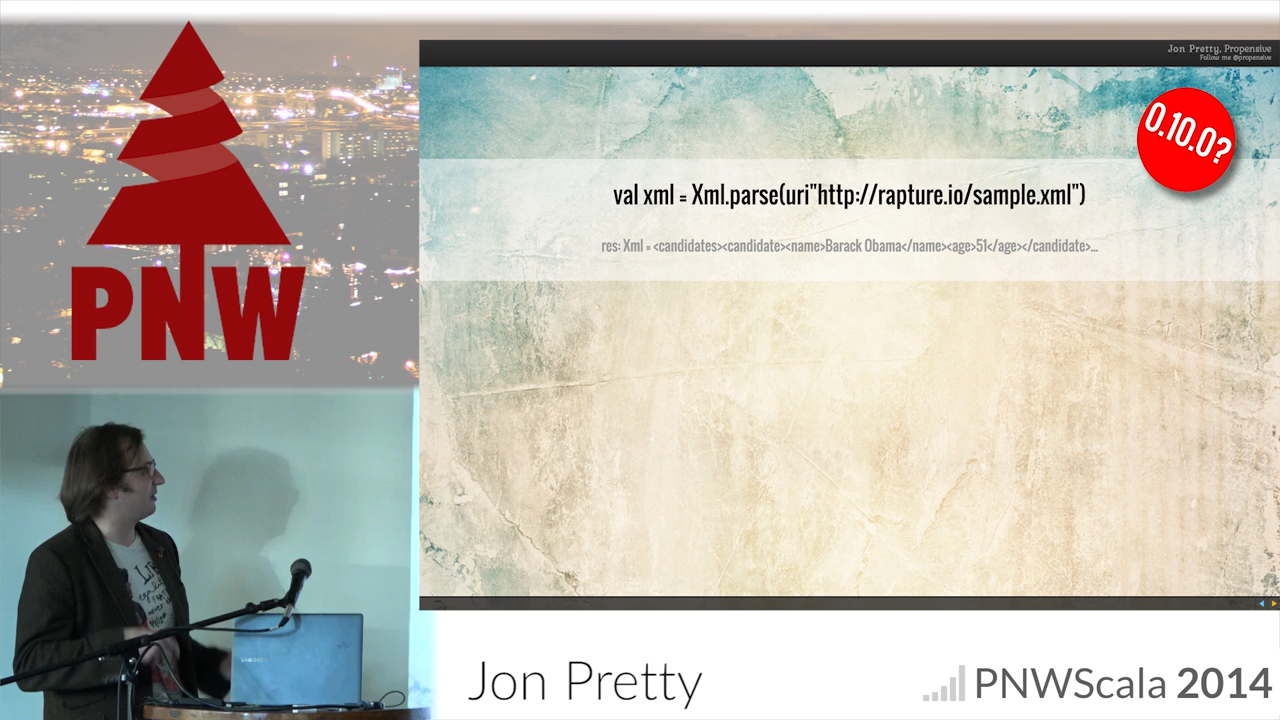 PNW
Jon Pretty, Propensive
Follow me @propensive
0.10.0?
val xml = Xml.parse(uri"http://rapture.io/sample.xml")
res: Xml = <candidates><candidate><name>Barack Obama</name><age>51</age></candidate>...
Jon Pretty
PNWScala 2014